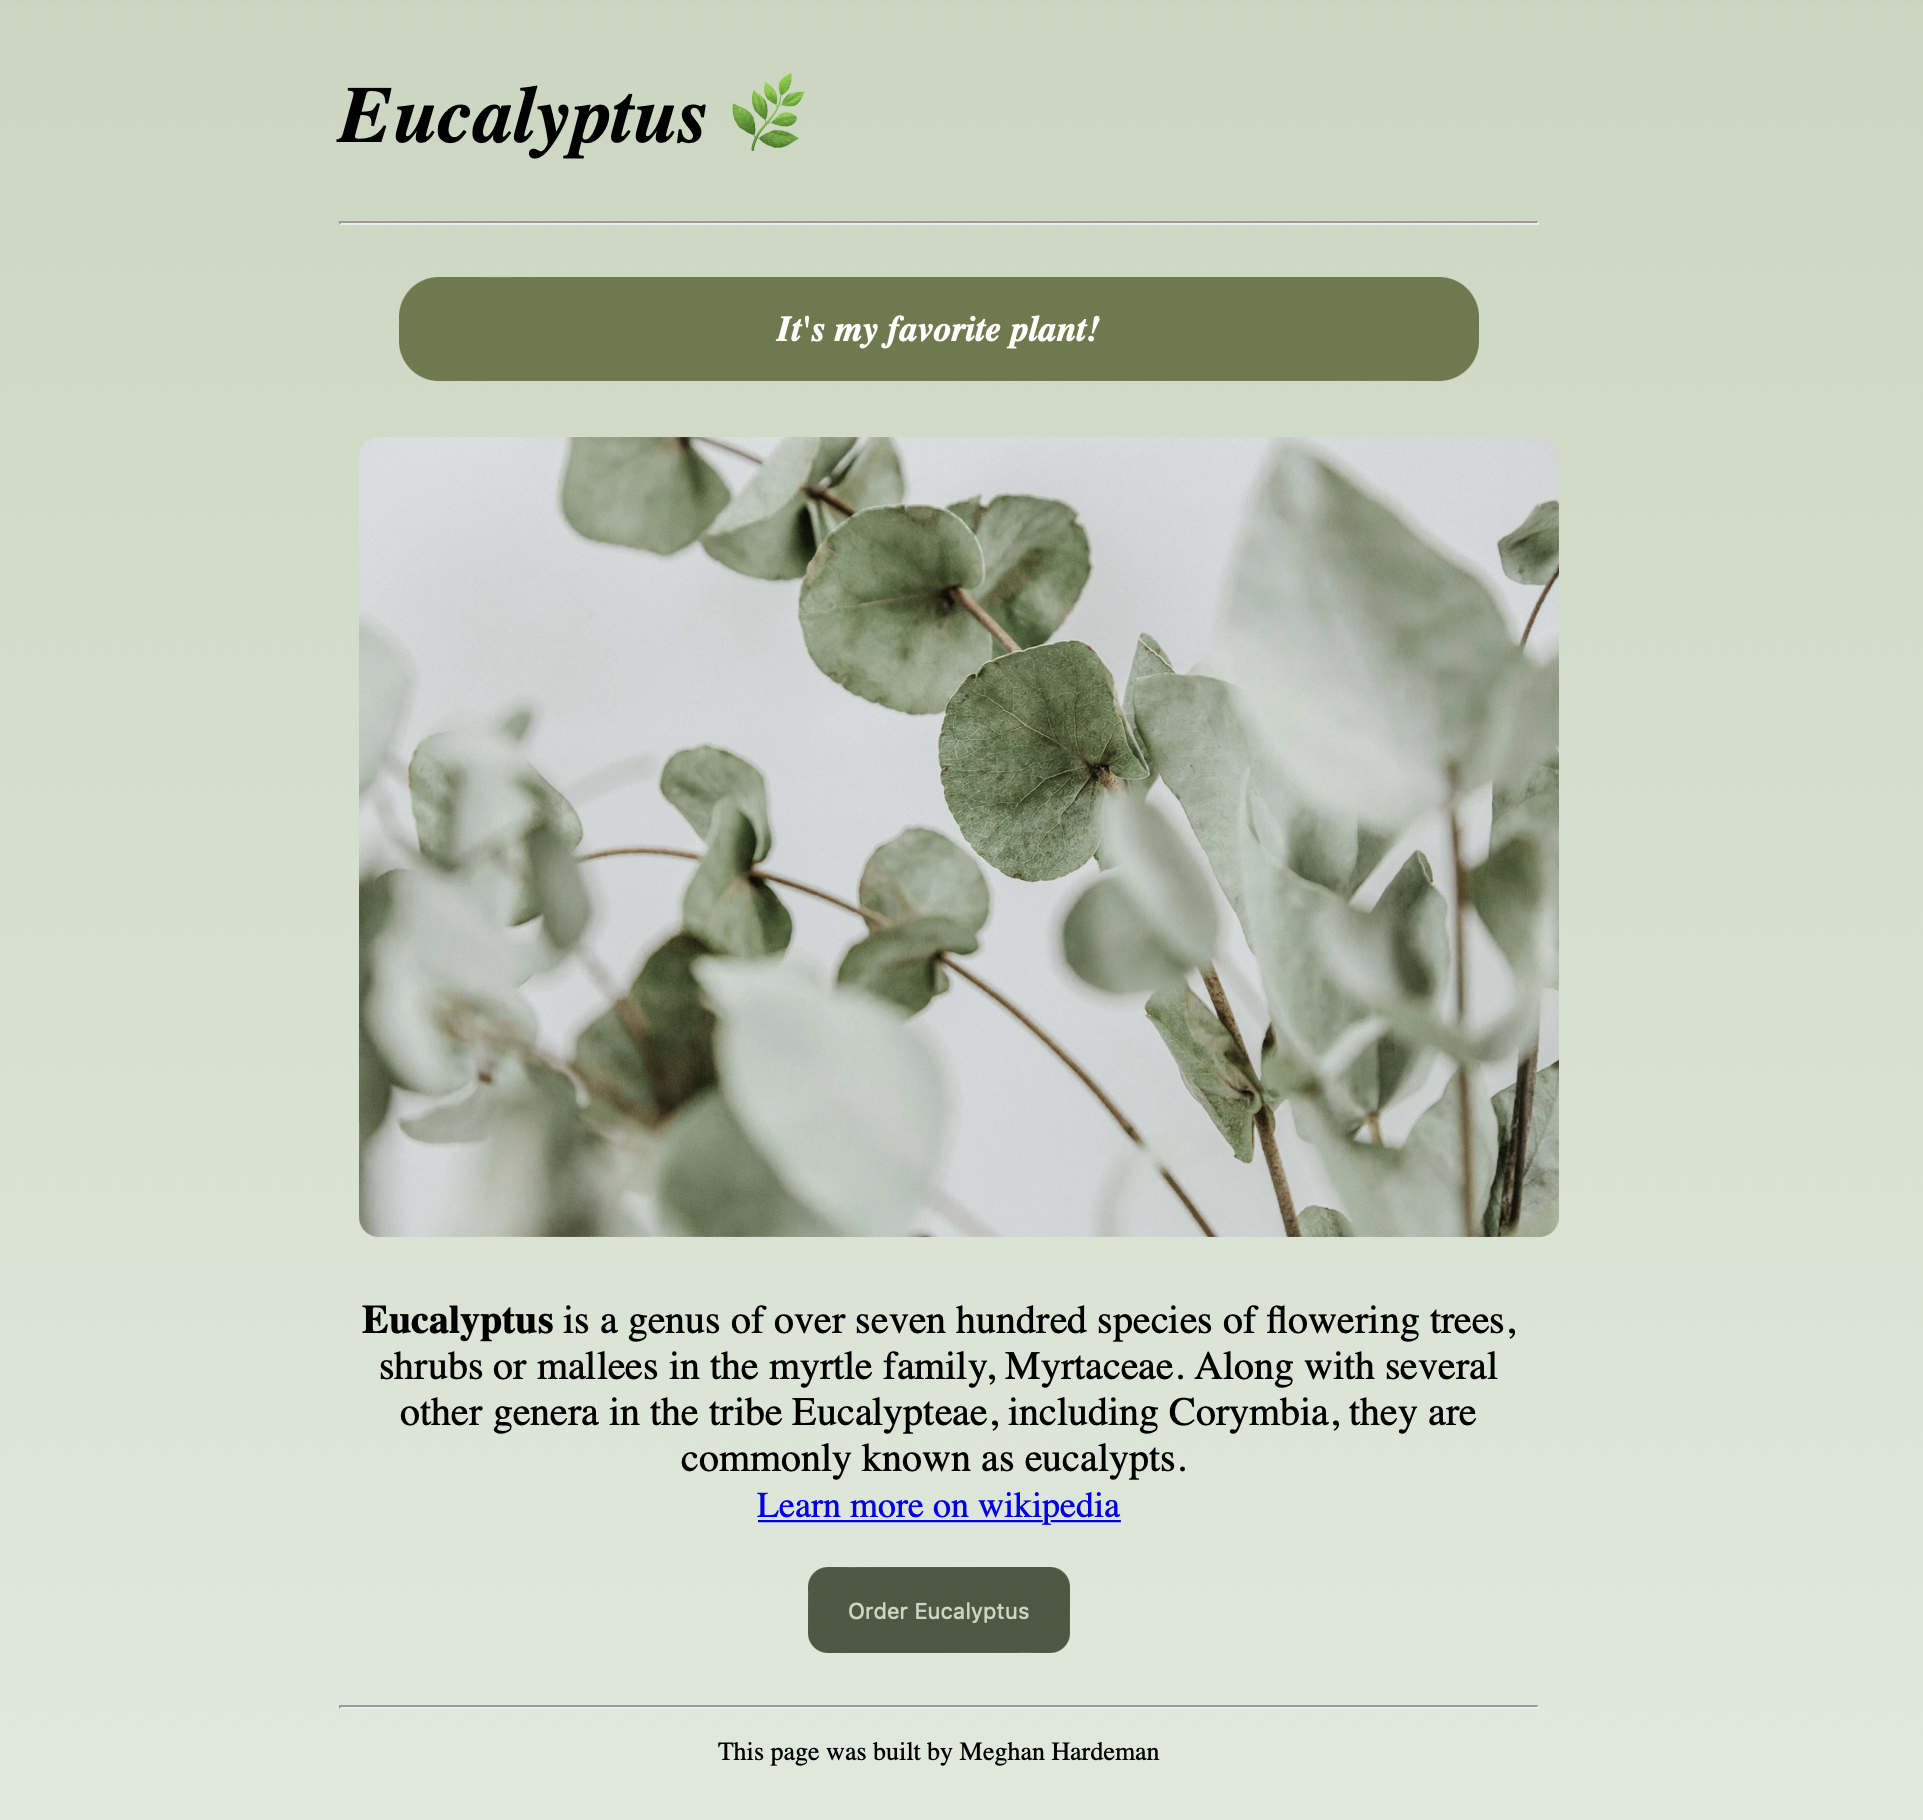 Eucalyptus 🌿
It's my favorite plant!
Eucalyptus is a genus of over seven hundred species of flowering trees,
shrubs or mallees in the myrtle family, Myrtaceae. Along with several
other genera in the tribe Eucalypteae, including Corymbia, they are
commonly known as eucalypts.
Learn more on wikipedia
Order Eucalyptus
This page was built by Meghan Hardeman